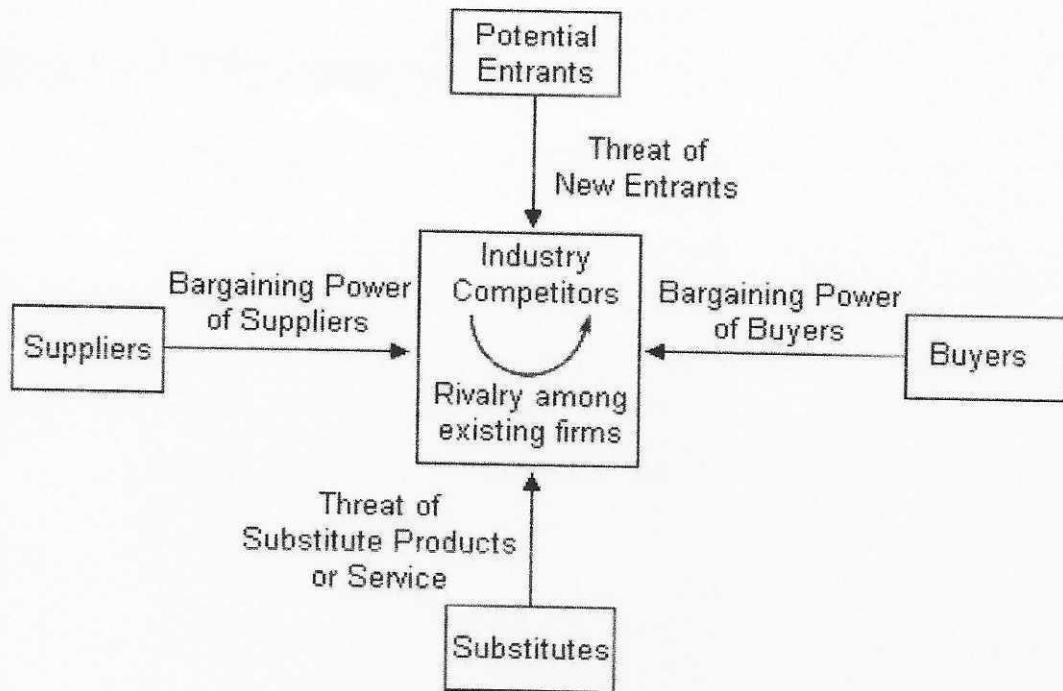 Potential
Entrants
Threat of
New Entrants
Industry
Competitors
Bargaining Power
of Suppliers
Bargaining Power
of Buyers
Suppliers
Buyers
Rivalry among
existing firms
Threat of
Substitute Products
or Service
Substitutes